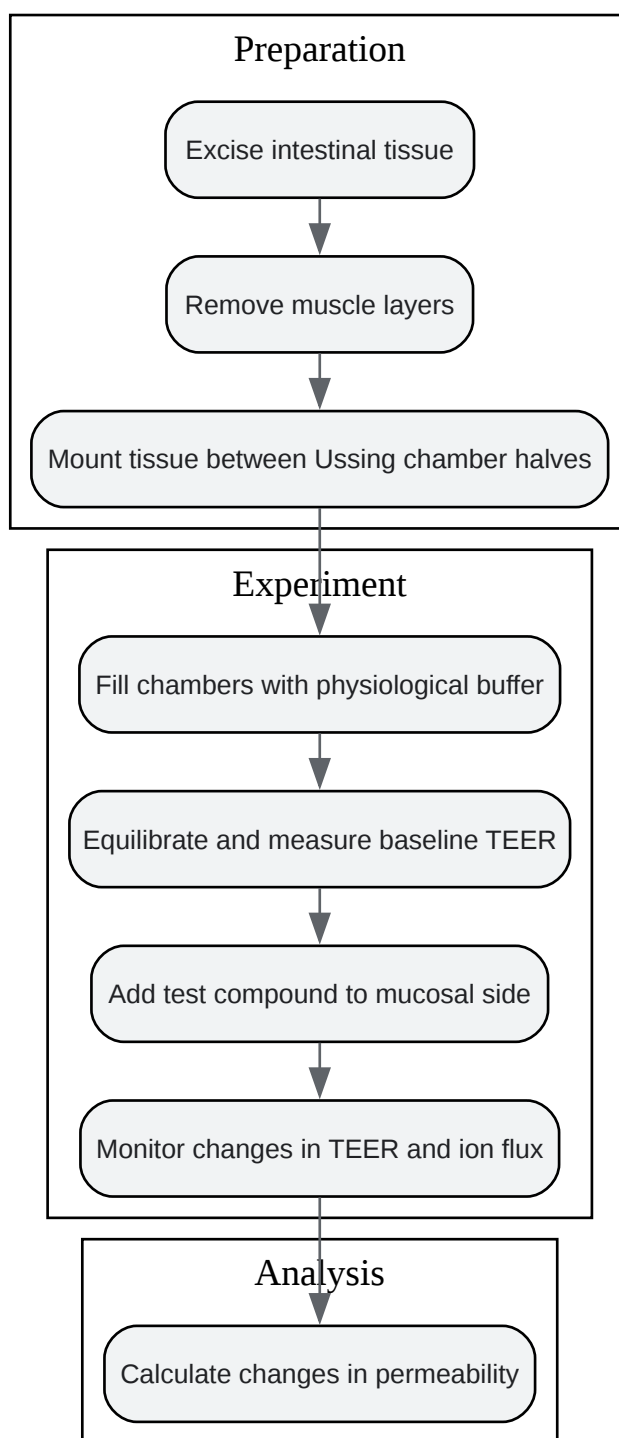 Preparation
Excise intestinal tissue
Remove muscle layers
Mount tissue between Ussing chamber halves
Experiment
Fill chambers with physiological buffer
Equilibrate and measure baseline TEER
Add test compound to mucosal side
Monitor changes in TEER and ion flux
Analysis
Calculate changes in permeability